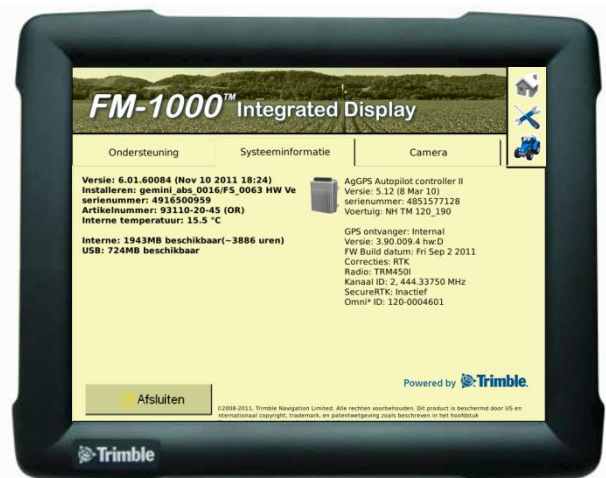 FM-1000™ Integrated Display
Ondersteuning
Systeeminformatie
Camera
Versie: 6.01.60084 (Nov 10 2011 18:24)
Installeren: gemini_abs_0016/FS_0063 HW Ve
serienummer: 4916500959
Artikelnummer: 93110-20-45 (OR)
Interne temperatuur: 15.5 °C
Interne: 1943MB beschikbaar(~3886 uren)
USB: 724MB beschikbaar
AgGPS Autopilot controller II
Versie: 5.12 (8 Mar 10)
serienummer: 4851577128
Voertuig: NH TM 120_190
GPS ontvanger: Internal
Versie: 3.90.009.4 hw:D
FW Build datum: Fri Sep 2 2011
Correcties: RTK
Radio: TRM450I
Kanaal ID: 2, 444.33750 MHz
SecureRTK: Inactief
Omni* ID: 120-0004601
Powered by Trimble.
Afsluiten
©2008-2011, Trimble Navigation Limited. Alle rechten voorbehouden. Dit product is beschermd door US en
nternationaal copyright, trademark, en patentwetgeving zoals beschreven in het hoofdstuk
Trimble